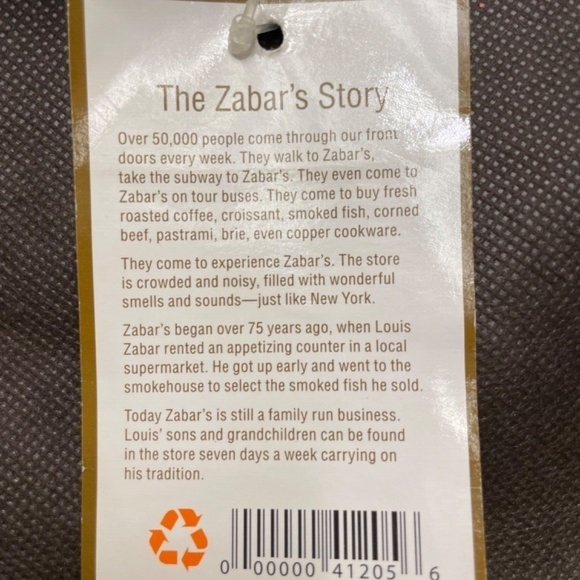 The Zabar's Story
Over 50,000 people come through our front
doors every week. They walk to Zabar's,
take the subway to Zabar's. They even come to
Zabar's on tour buses. They come to buy fresh
roasted coffee, croissant, smoked fish, corned
beef, pastrami, brie, even copper cookware.
They come to experience Zabar's. The store
is crowded and noisy, filled with wonderful
smells and sounds—just like New York.
Zabar's began over 75 years ago, when Louis
Zabar rented an appetizing counter in a local
supermarket. He got up early and went to the
smokehouse to select the smoked fish he sold.
Today Zabar's is still a family run business.
Louis' sons and grandchildren can be found
in the store seven days a week carrying on
his tradition.
0 00000 41205 6